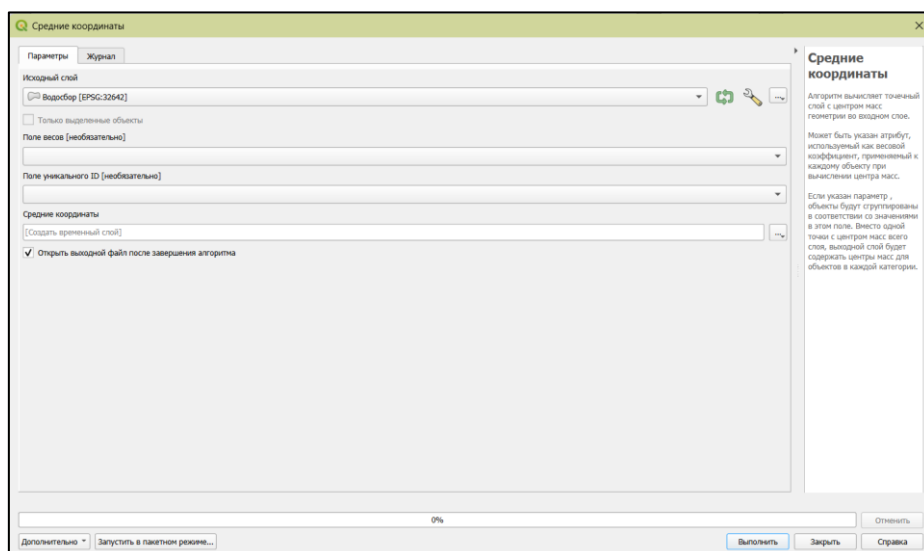 Средние координаты
Параметры
Журнал
Исходный слой
Водосбор [EPSG:32642]
Только выделенные объекты
Поле весов [необязательно]
Поле уникального ID [необязательно]
Средние координаты
[Создать временный слой]
Открыть выходной файл после завершения алгоритма
Средние
координаты
Алгоритм вычисляет точечный
слой с центром масс
геометрии во входном слое.
Может быть указан атрибут,
используемый как весовой
коэффициент, применяемый к
каждому объекту при
вычислении центра масс.
Если указан параметр ,
объекты будут сгруппированы
в соответствии со значениями
в этом поле. Вместо одной
точки с центром масс всего
слоя, выходной слой будет
содержать центры масс для
объектов в каждой категории.
0%
Отменить
Дополнительно
Запустить в пакетном режиме...
Выполнить
Закрыть
Справка